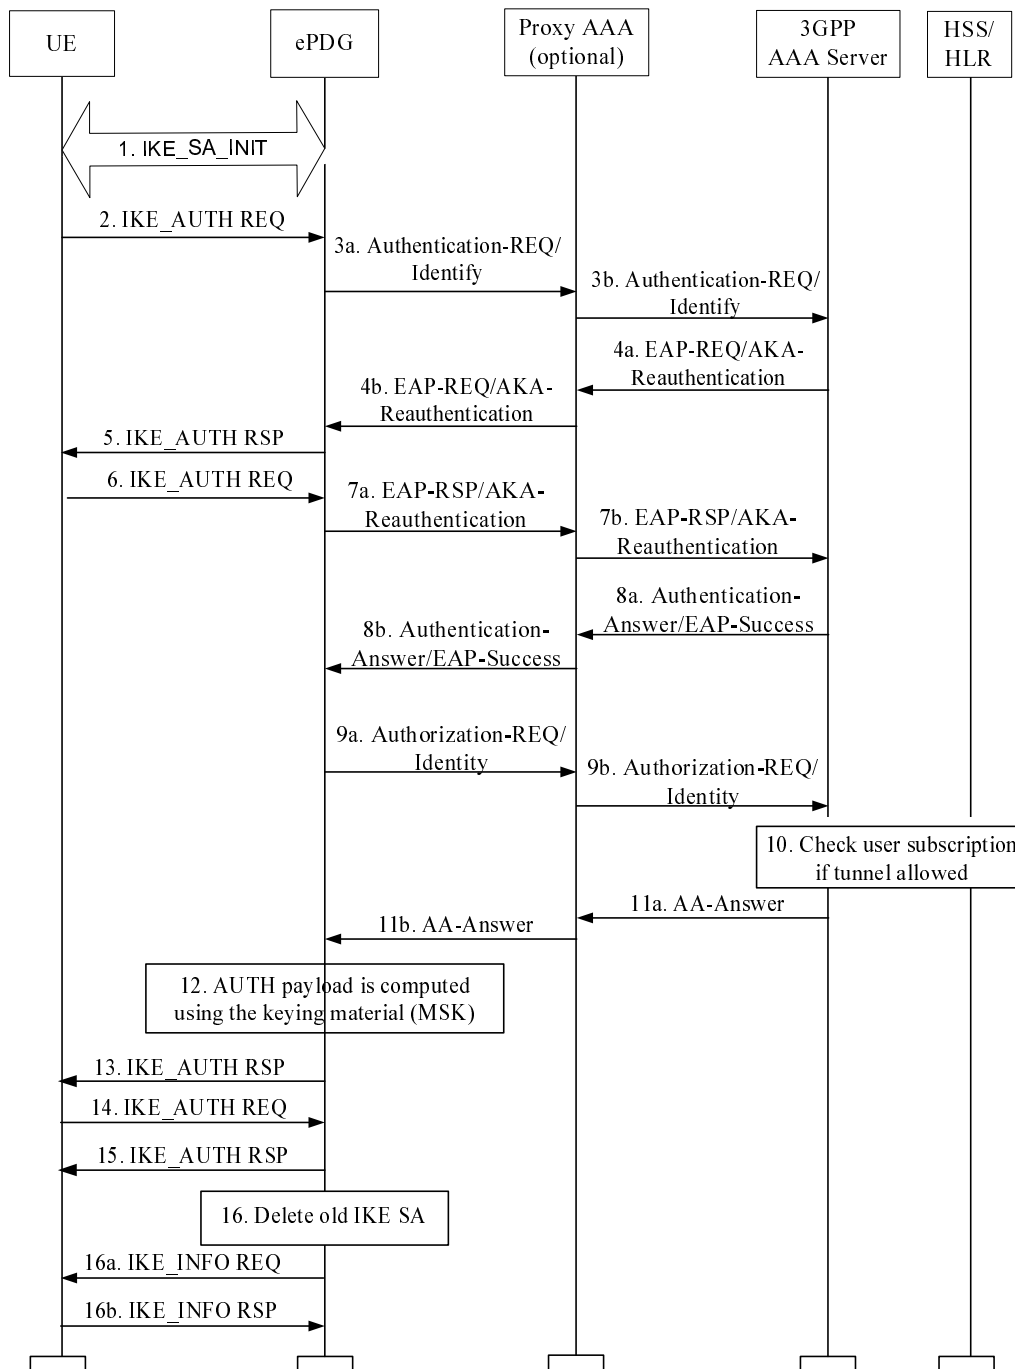 UE
ePDG
Proxy AAA
(optional)
3GPP
AAA Server
HSS/
HLR
1. IKE_SA_INIT
2. IKE_AUTH REQ
3a. Authentication-REQ/
Identify
3b. Authentication-REQ/
Identify
4a. EAP-REQ/AKA-
Reauthentication
4b. EAP-REQ/AKA-
Reauthentication
5. IKE_AUTH RSP
6. IKE_AUTH REQ
7a. EAP-RSP/AKA-
Reauthentication
7b. EAP-RSP/AKA-
Reauthentication
8a. Authentication-
Answer/EAP-Success
8b. Authentication-
Answer/EAP-Success
9a. Authorization-REQ/
Identity
9b. Authorization-REQ/
Identity
10. Check user subscription
if tunnel allowed
11a. AA-Answer
11b. AA-Answer
12. AUTH payload is computed
using the keying material (MSK)
13. IKE_AUTH RSP
14. IKE_AUTH REQ
15. IKE_AUTH RSP
16. Delete old IKE SA
16a. IKE_INFO REQ
16b. IKE_INFO RSP